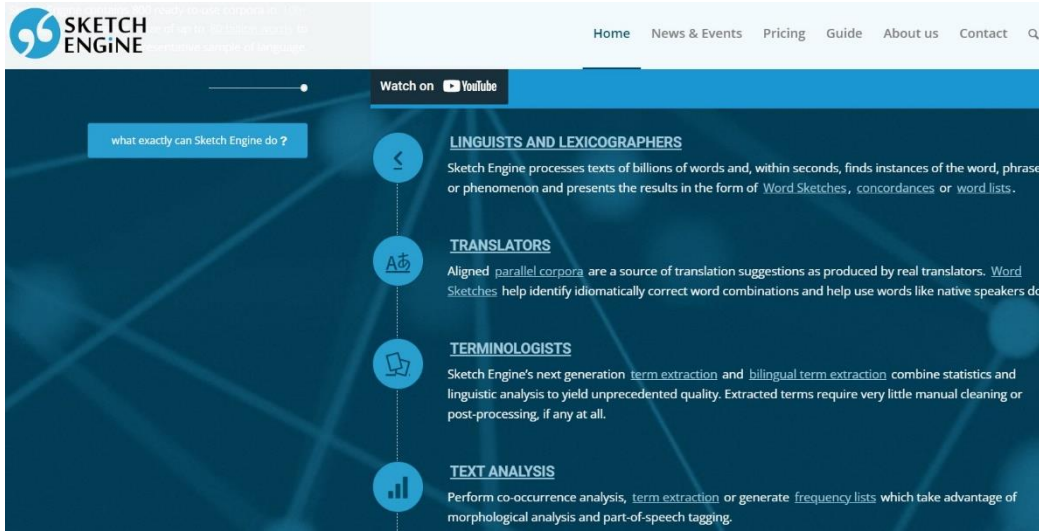 SKETCH
ENGINE
Home News & Events Pricing Guide About us Contact
Watch on YouTube
what exactly can Sketch Engine do ?
LINGUISTS AND LEXICOGRAPHERS
Sketch Engine processes texts of billions of words and, within seconds, finds instances of the word, phrase
or phenomenon and presents the results in the form of Word Sketches, concordances or word lists.
TRANSLATORS
Aligned parallel corpora are a source of translation suggestions as produced by real translators. Word
Sketches help identify idiomatically correct word combinations and help use words like native speakers do
TERMINOLOGISTS
Sketch Engine's next generation term extraction and bilingual term extraction combine statistics and
linguistic analysis to yield unprecedented quality. Extracted terms require very little manual cleaning or
post-processing, if any at all.
TEXT ANALYSIS
Perform co-occurrence analysis, term extraction or generate frequency lists which take advantage of
morphological analysis and part-of-speech tagging.